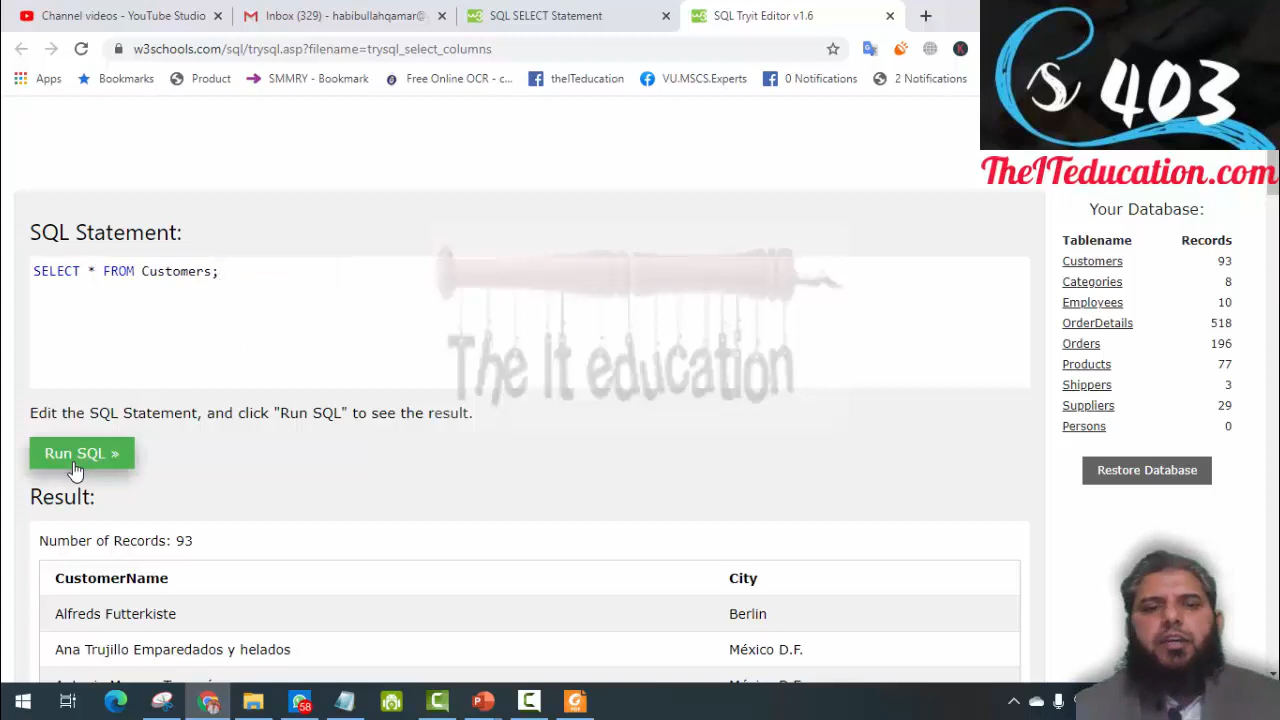 Channel videos - YouTube Studio
Inbox (329) - habibullahqamar@
SQL SELECT Statement
SQL Tryit Editor v1.6
w3schools.com/sql/trysql.asp?filename=trysql_select_columns
Apps
Bookmarks
Product
SMMRY - Bookmark
Free Online OCR - c...
theITeducation
VU.MSCS.Experts
0 Notifications
2 Notifications
Cs 403
TheITeducation.com
SQL Statement:
SELECT * FROM Customers;
The It education
Edit the SQL Statement, and click "Run SQL" to see the result.
Run SQL »
Result:
Number of Records: 93
CustomerName City
Alfreds Futterkiste Berlin
Ana Trujillo Emparedados y helados México D.F.
Your Database:
Tablename Records
Customers 93
Categories 8
Employees 10
OrderDetails 518
Orders 196
Products 77
Shippers 3
Suppliers 29
Persons 0
Restore Database
58